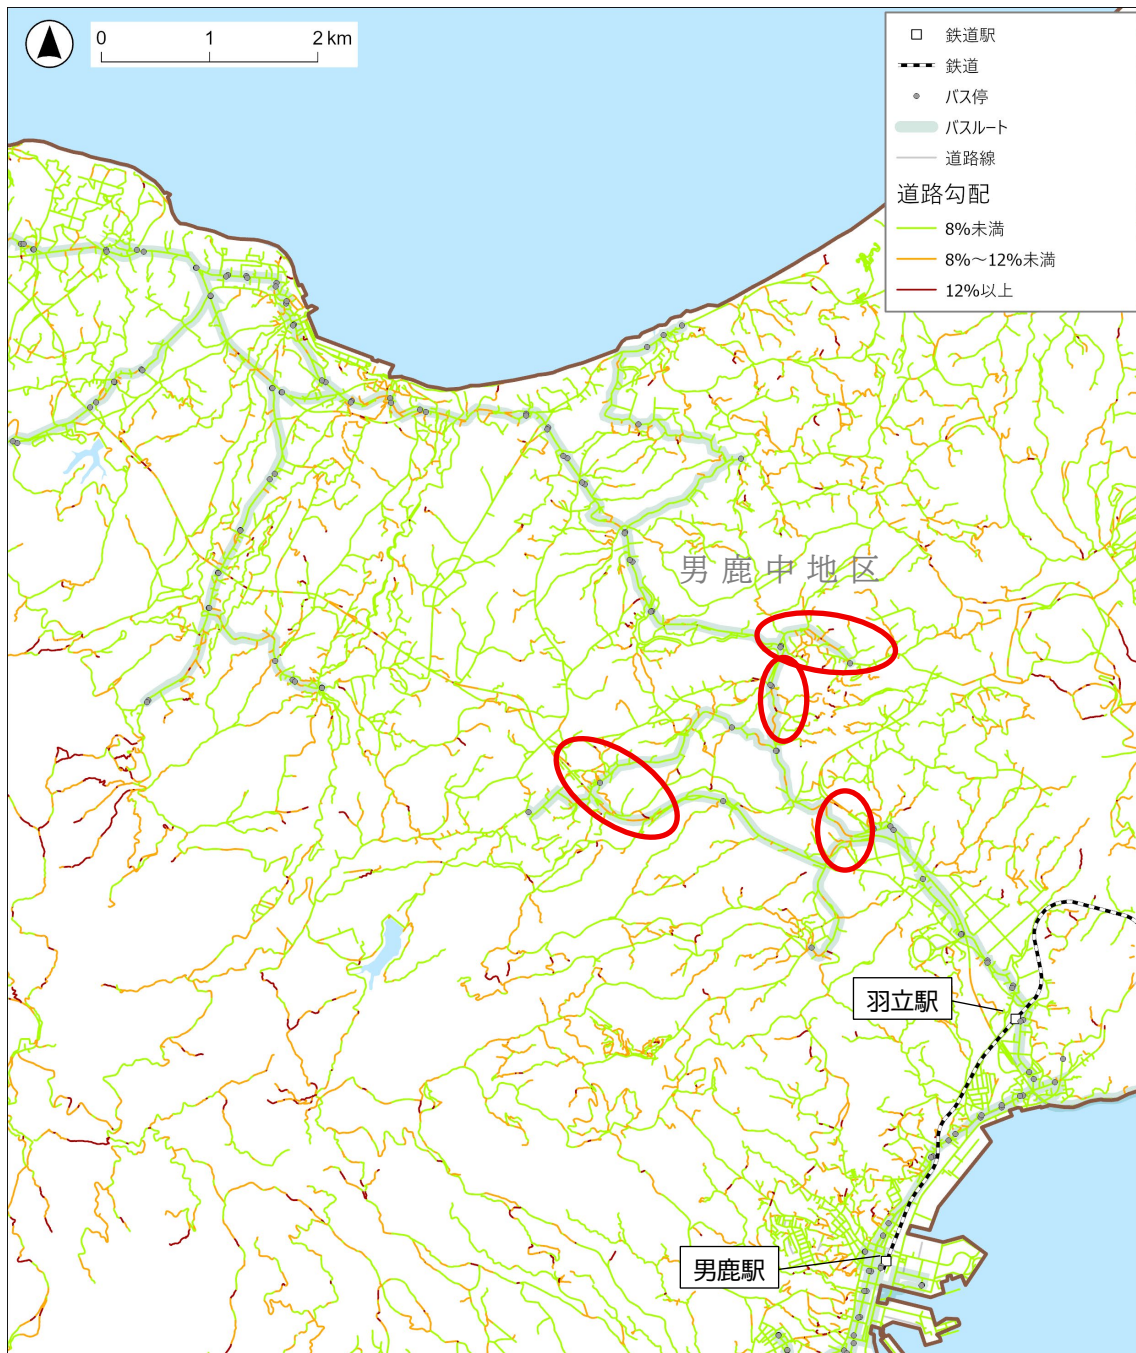 0 1 2 km
鉄道駅
鉄道
バス停
バスルート
道路線
道路勾配
8%未満
8%～12%未満
12%以上
男鹿中地区
羽立駅
男鹿駅